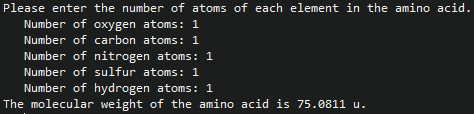 Please enter the number of atoms of each element in the amino acid.
Number of oxygen atoms: 1
Number of carbon atoms: 1
Number of nitrogen atoms: 1
Number of sulfur atoms: 1
Number of hydrogen atoms: 1
The molecular weight of the amino acid is 75.0811 u.